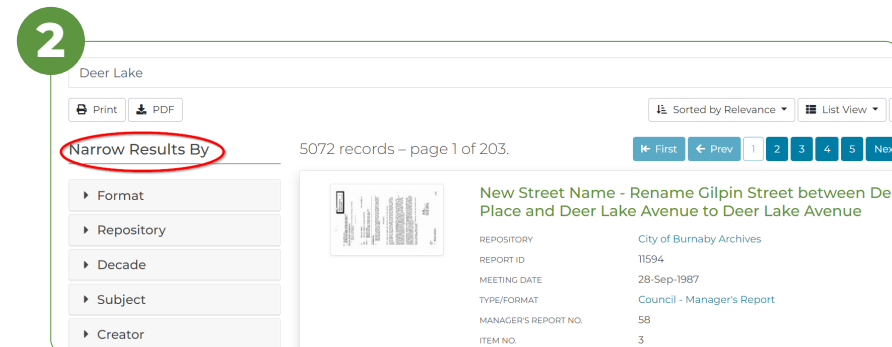 2
Deer Lake
Print PDF Sorted by Relevance List View
Narrow Results By
5072 records – page 1 of 203.
First Prev 1 2 3 4 5
Format
Repository
Decade
Subject
Creator
New Street Name - Rename Gilpin Street between
Place and Deer Lake Avenue to Deer Lake Avenue
REPOSITORY City of Burnaby Archives
REPORT ID 11594
MEETING DATE 28-Sep-1987
TYPE/FORMAT Council - Manager's Report
MANAGER'S REPORT NO. 58
ITEM NO. 3